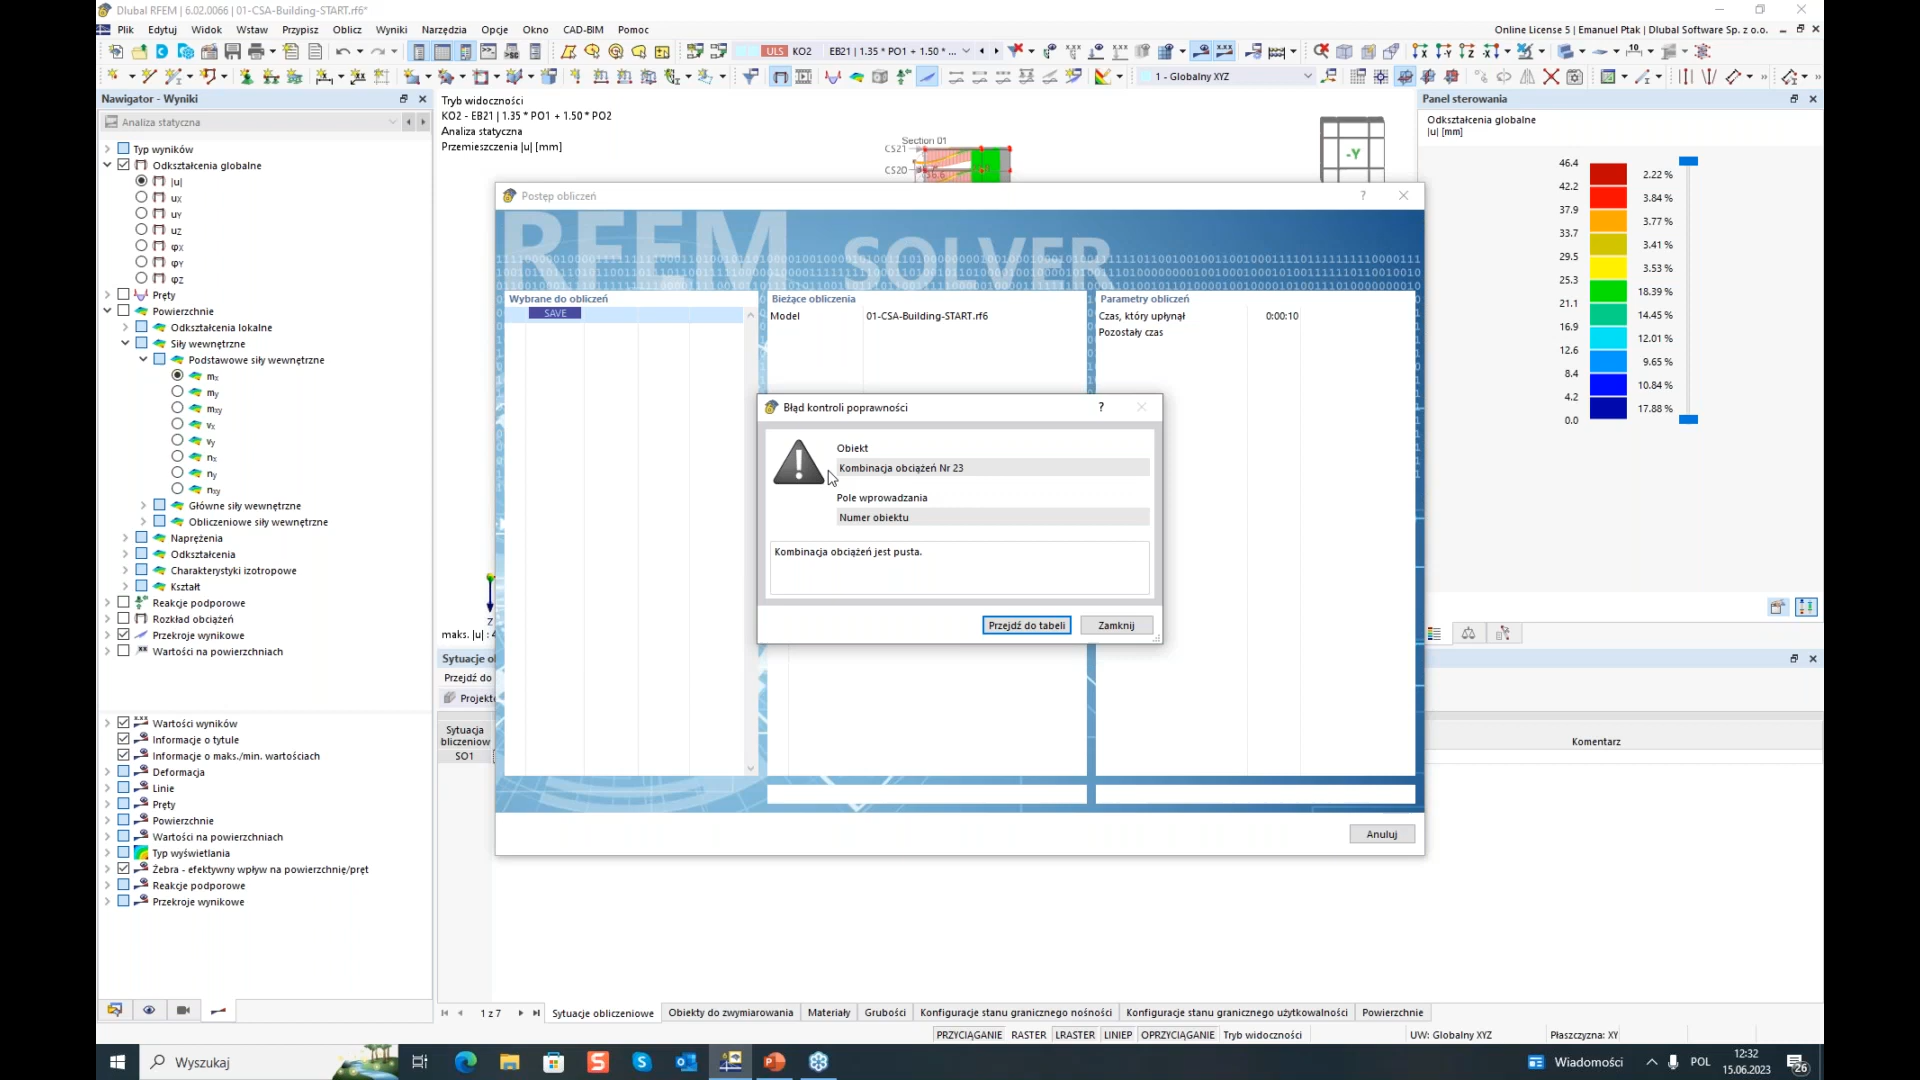 Dlubal RFEM | 6.02.0066 | 01-CSA-Building-START.rf6*
Plik Edytuj Widok Wstaw Przypisz Oblicz Wyniki Narzędzia Opcje Okno CAD-BIM Pomoc
Online License 5 | Emanuel Ptak | Dlubal Software Sp. z o.o.
ULS KO2 EB21 | 1.35 * PO1 + 1.50 * ...
1 - Globalny XYZ
Nawigator - Wyniki
Analiza statyczna
Typ wyników
Odkształcenia globalne
|u|
uX
uY
uZ
φX
φY
φZ
Pręty
Powierzchnie
Odkształcenia lokalne
Siły wewnętrzne
Podstawowe siły wewnętrzne
mx
my
mxy
vx
vy
nx
ny
nxy
Główne siły wewnętrzne
Obliczeniowe siły wewnętrzne
Naprężenia
Odkształcenia
Charakterystyki izotropowe
Kształt
Reakcje podporowe
Rozkład obciążeń
Przekroje wynikowe
Wartości na powierzchniach
Wartości wyników
Informacje o tytule
Informacje o maks./min. wartościach
Deformacja
Linie
Pręty
Powierzchnie
Wartości na powierzchniach
Typ wyświetlania
Żebra - efektywny wpływ na powierzchnię/pręt
Reakcje podporowe
Przekroje wynikowe
Tryb widoczności
KO2 - EB21 | 1.35 * PO1 + 1.50 * PO2
Analiza statyczna
Przemieszczenia |u| [mm]
Section 01
CS21
CS20
-Y
Z
maks. |u| : 4
Postęp obliczeń
?
RFEM SOLVER
Wybrane do obliczeń
SAVE
Bieżące obliczenia
Model 01-CSA-Building-START.rf6
Parametry obliczeń
Czas, który upłynął 0:00:10
Pozostały czas
Błąd kontroli poprawności
?
Obiekt
Kombinacja obciążeń Nr 23
Pole wprowadzania
Numer obiektu
Kombinacja obciążeń jest pusta.
Przejdź do tabeli
Zamknij
Anuluj
Panel sterowania
Odkształcenia globalne
|u| [mm]
46.4
42.2
37.9
33.7
29.5
25.3
21.1
16.9
12.6
8.4
4.2
0.0
2.22 %
3.84 %
3.77 %
3.41 %
3.53 %
18.39 %
14.45 %
12.01 %
9.65 %
10.84 %
17.88 %
Sytuacje o
Przejdź do
Projekto
Sytuacja
bliczeniow
SO1
Komentarz
1 z 7
Sytuacje obliczeniowe
Obiekty do zwymiarowania
Materiały
Grubości
Konfiguracje stanu granicznego nośności
Konfiguracje stanu granicznego użytkowalności
Powierzchnie
PRZYCIĄGANIE RASTER LRASTER LINIEP OPRZYCIĄGANIE Tryb widoczności
UW: Globalny XYZ
Płaszczyzna: XY
Wyszukaj
Wiadomości
POL
12:32
15.06.2023
26